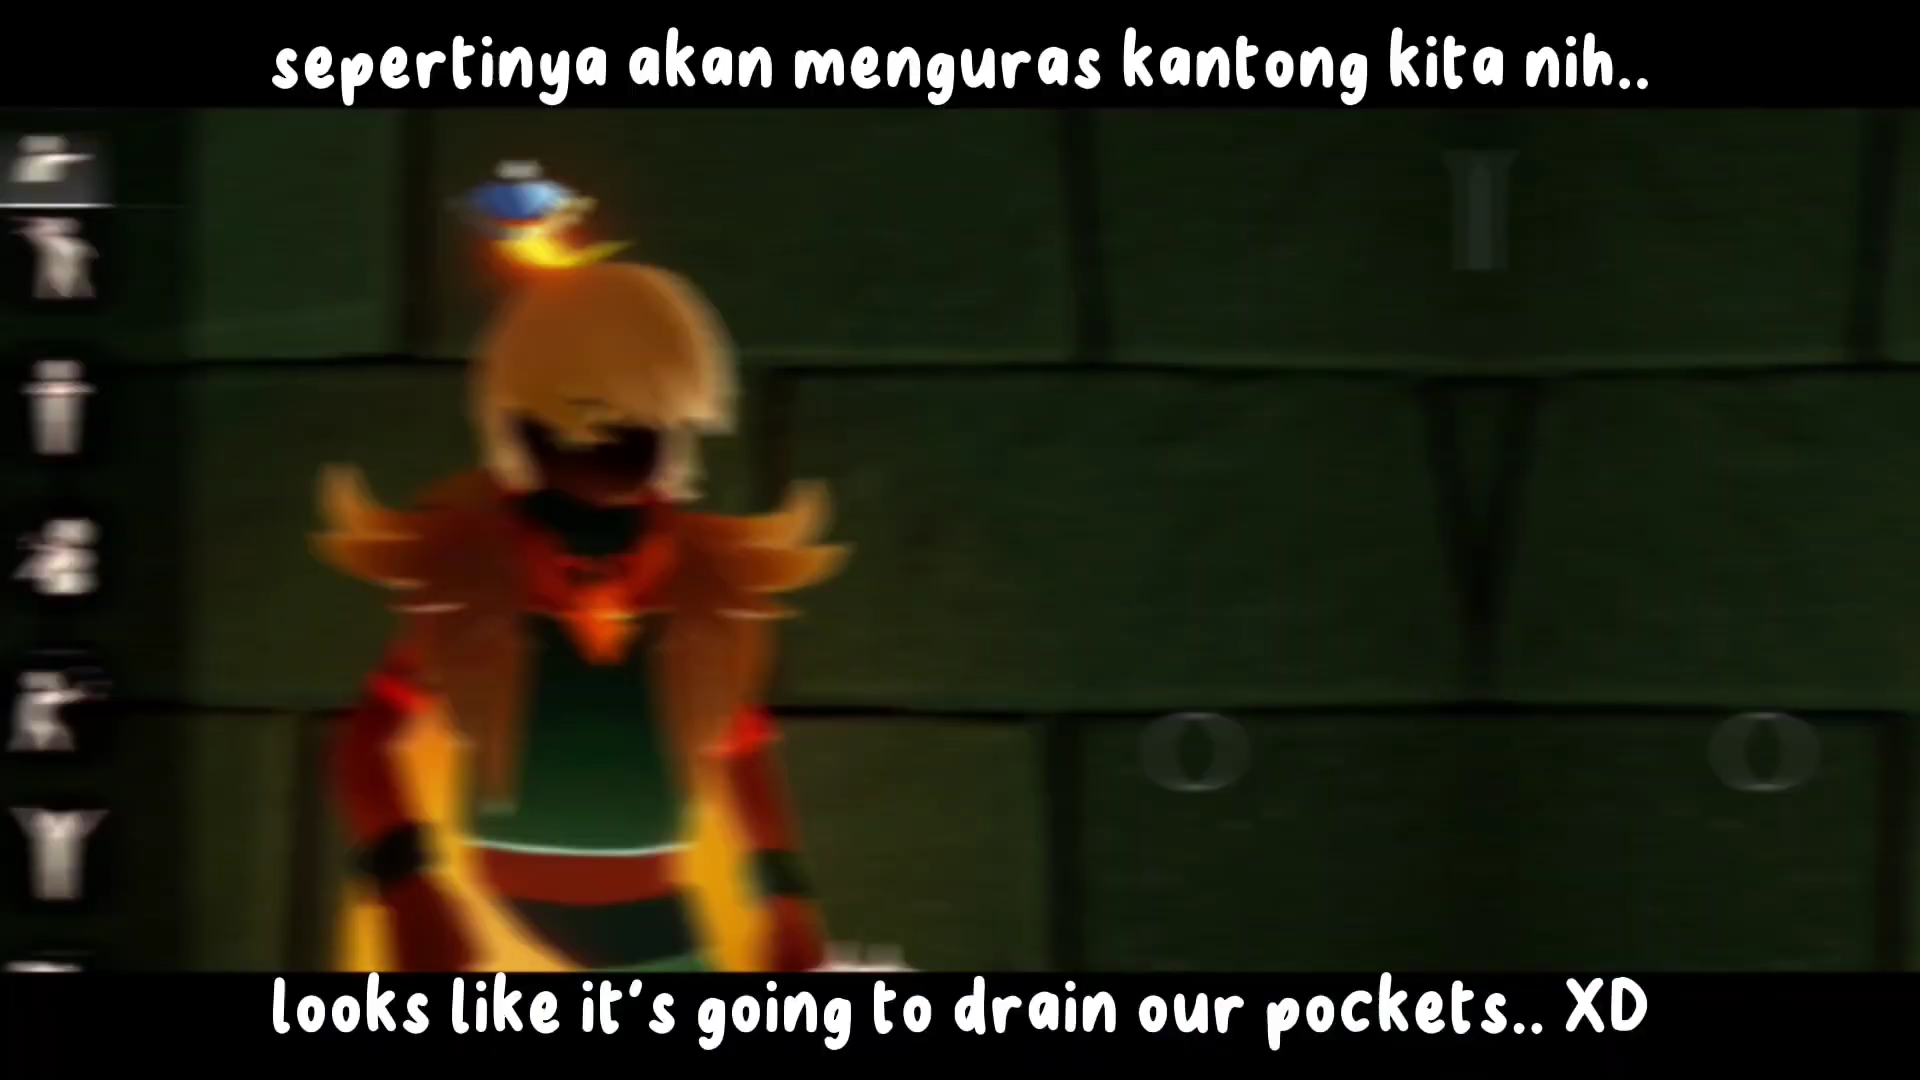 sepertinya akan menguras kantong kita nih..
looks like it's going to drain our pockets.. XD